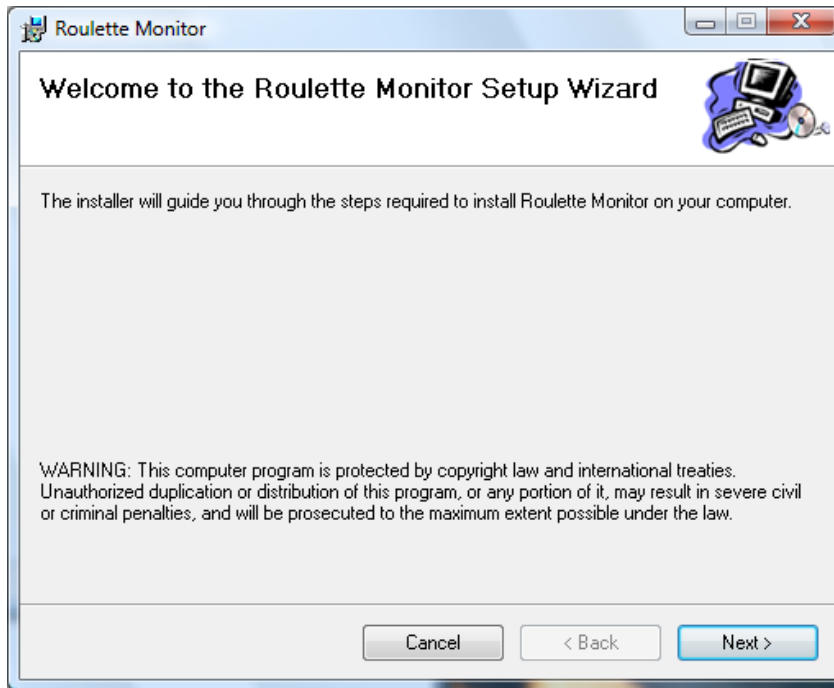 Roulette Monitor
Welcome to the Roulette Monitor Setup Wizard
The installer will guide you through the steps required to install Roulette Monitor on your computer.
WARNING: This computer program is protected by copyright law and international treaties.
Unauthorized duplication or distribution of this program, or any portion of it, may result in severe civil
or criminal penalties, and will be prosecuted to the maximum extent possible under the law.
Cancel
< Back
Next >